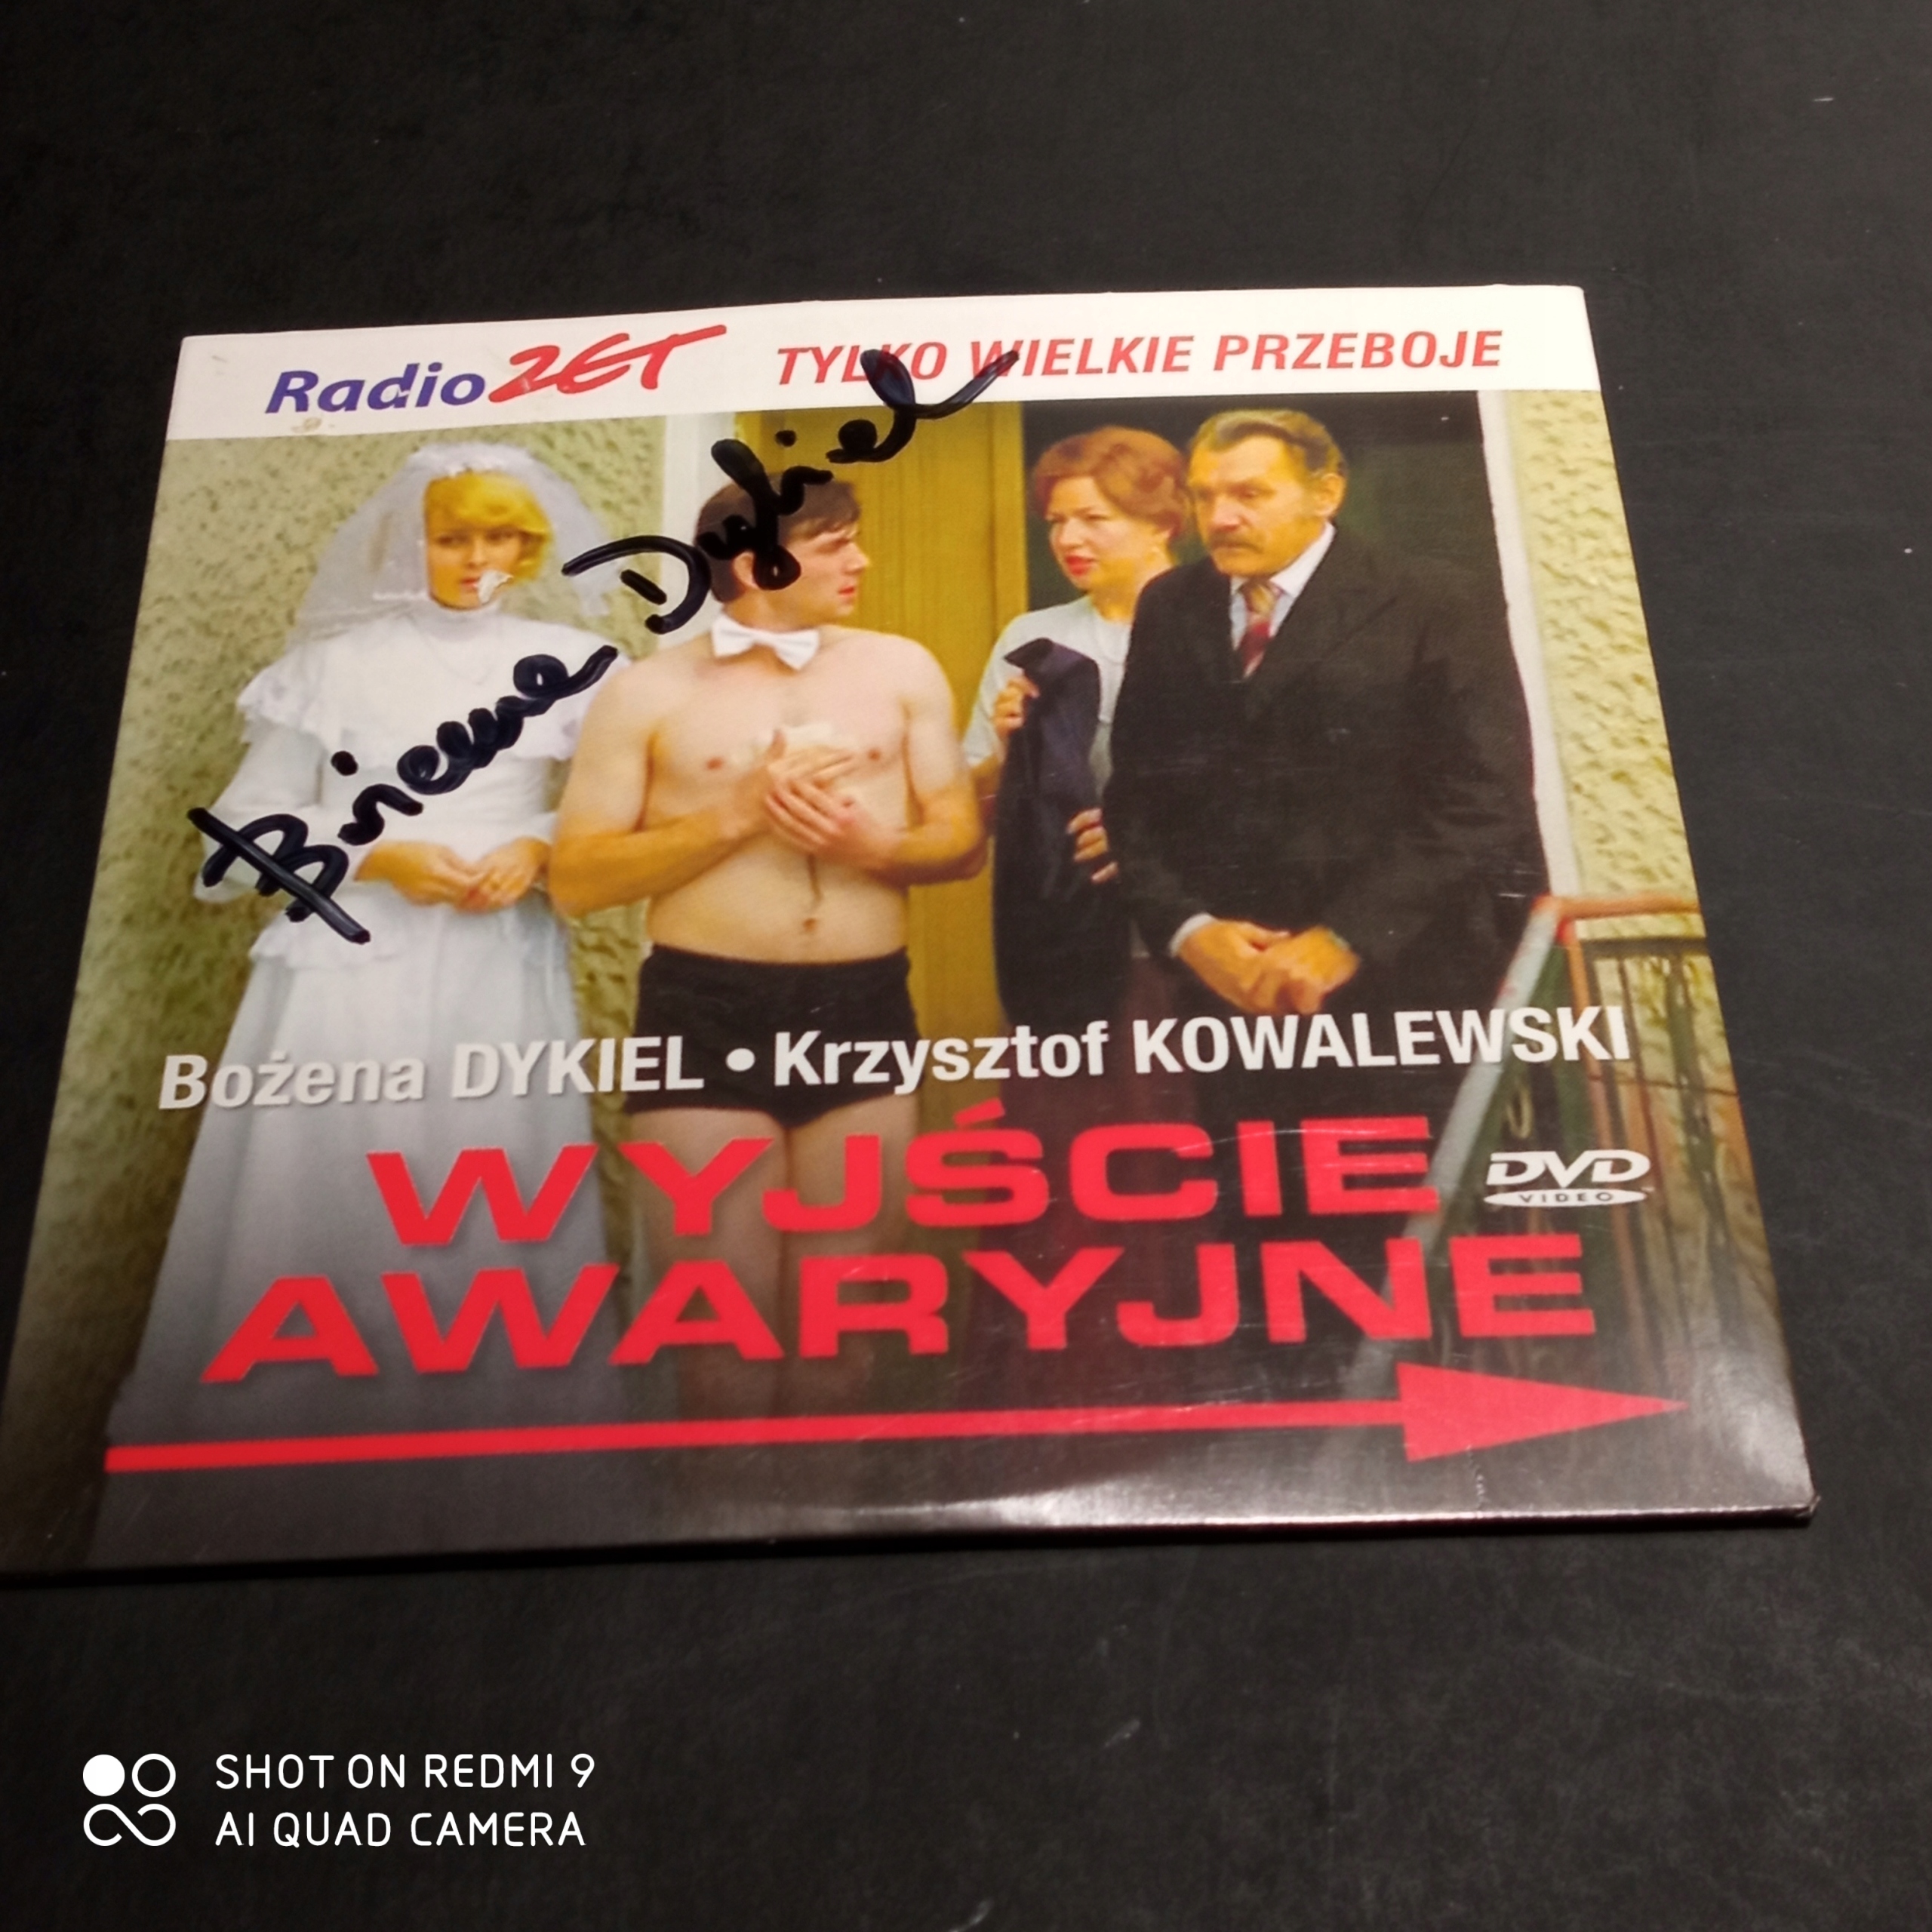 Radio ZET TYLKO WIELKIE PRZEBOJE
Bożena Dykiel
Bożena DYKIEL • Krzysztof KOWALEWSKI
WYJŚCIE
DVD
VIDEO
AWARYJNE
SHOT ON REDMI 9
AI QUAD CAMERA